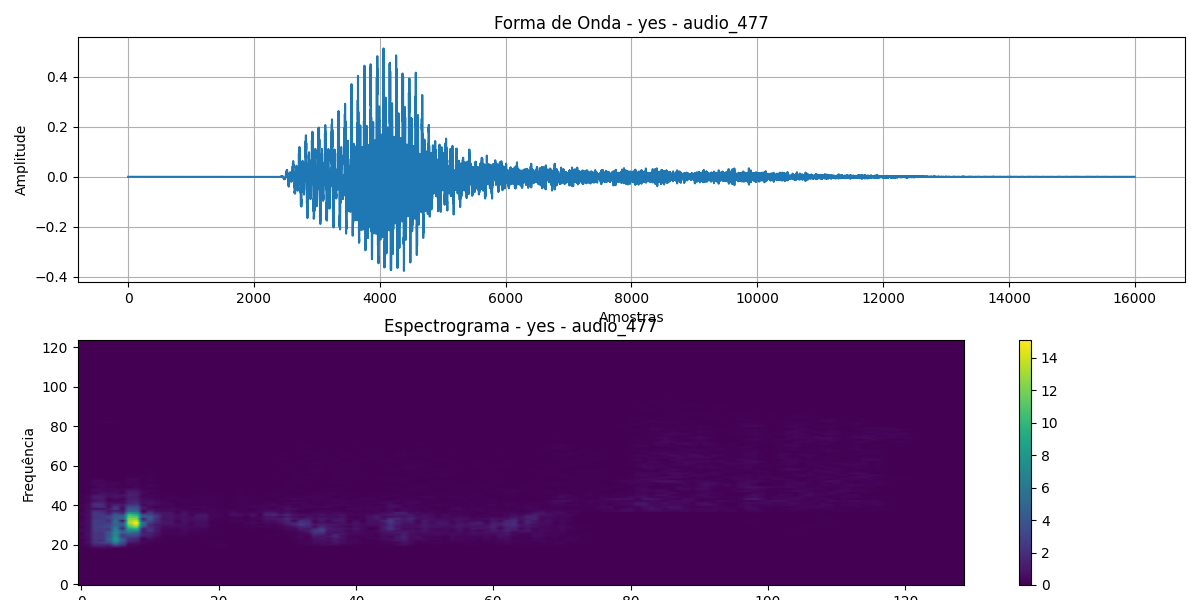 Forma de Onda - yes - audio_477
0.4
0.2
0.0
−0.2
−0.4
Amplitude
0 2000 4000 6000 8000 10000 12000 14000 16000
Amostras
Espectrograma - yes - audio_477
120
100
80
60
40
20
0
Frequência
0 20 40 60 80 100 120
14
12
10
8
6
4
2
0